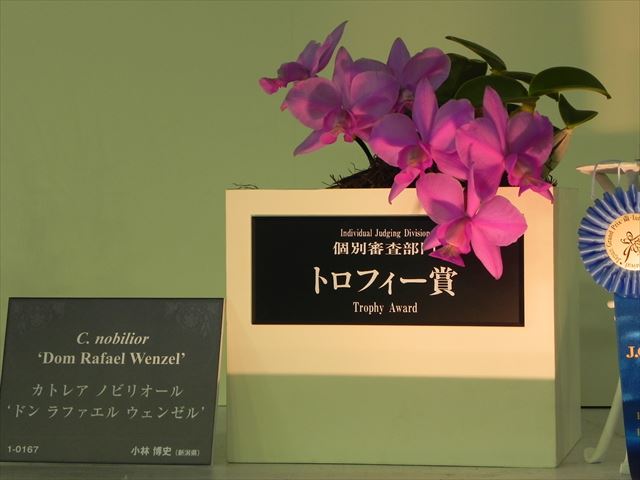 Individual Judging Division
個別審査部門
トロフィー賞
Trophy Award
C. nobilior
‘Dom Rafael Wenzel’
カトレア ノビリオール
‘ドン ラファエル ウェンゼル’
1-0167
小林 博史（新潟県）
Grand Prix
J.